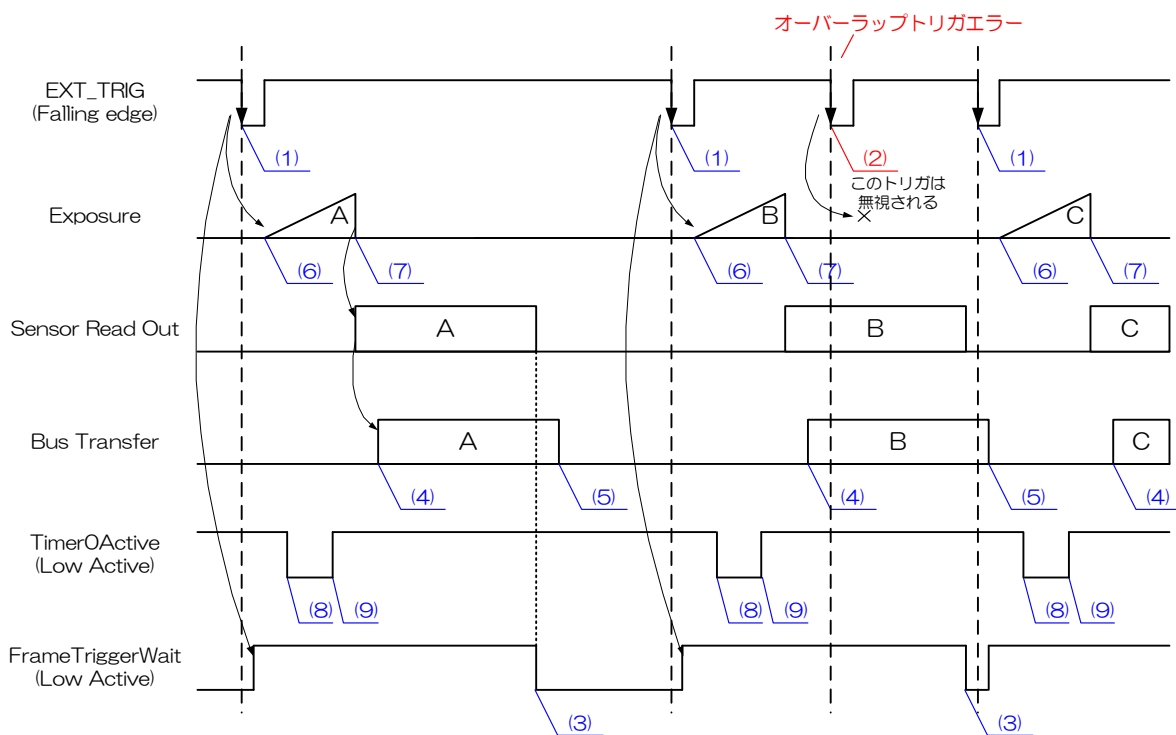 オーバーラップトリガエラー
EXT_TRIG
(Falling edge)
(1)
(1)
(2)
(1)
このトリガは
無視される
Exposure
A
B
×
C
(6)
(7)
(6)
(7)
(6)
(7)
Sensor Read Out
A
B
C
Bus Transfer
A
B
C
(4)
(5)
(4)
(5)
(4)
Timer0Active
(Low Active)
(8)
(9)
(8)
(9)
(8)
(9)
FrameTriggerWait
(Low Active)
(3)
(3)